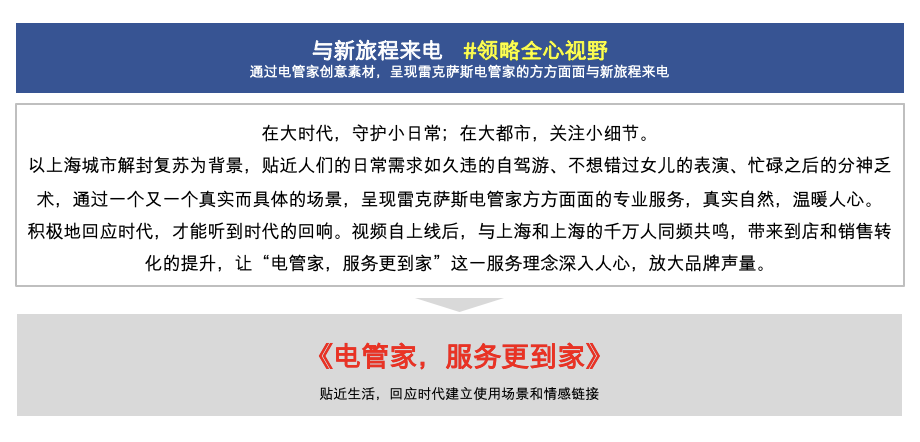 与新旅程来电 #领略全心视野
通过电管家创意素材，呈现雷克萨斯电管家的方方面面与新旅程来电
在大时代，守护小日常；在大都市，关注小细节。
以上海城市解封复苏为背景，贴近人们的日常需求如久违的自驾游、不想错过女儿的表演、忙碌之后的分神乏
术，通过一个又一个真实而具体的场景，呈现雷克萨斯电管家方方面面的专业服务，真实自然，温暖人心。
积极地回应时代，才能听到时代的回响。视频自上线后，与上海和上海的千万人同频共鸣，带来到店和销售转
化的提升，让“电管家，服务更到家”这一服务理念深入人心，放大品牌声量。
《电管家，服务更到家》
贴近生活，回应时代建立使用场景和情感链接